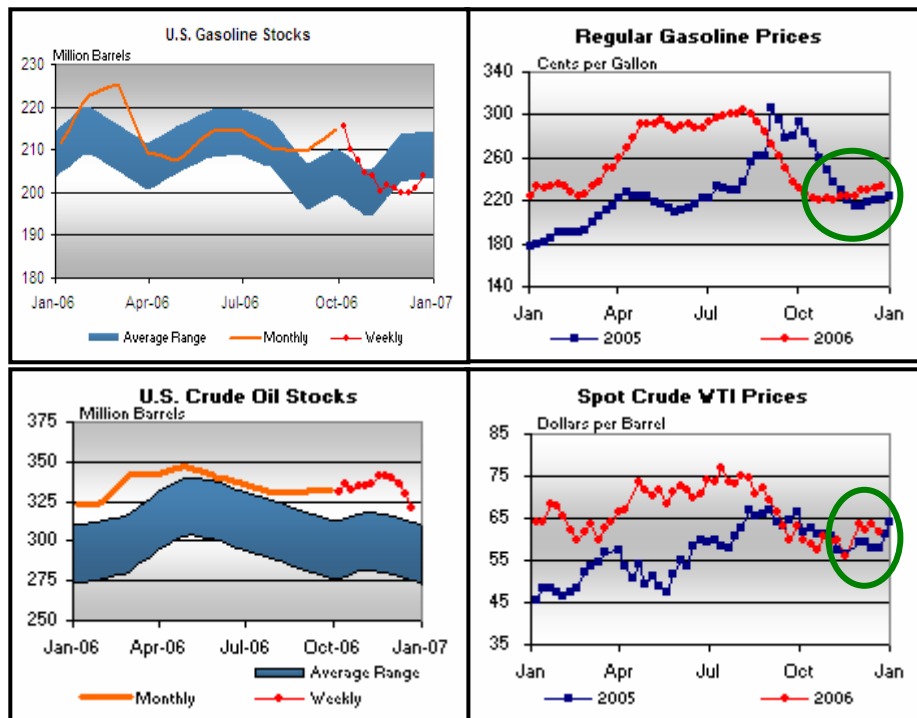 U.S. Gasoline Stocks
Million Barrels
230
220
210
200
190
180
Jan-06 Apr-06 Jul-06 Oct-06 Jan-07
Average Range Monthly Weekly
Regular Gasoline Prices
Cents per Gallon
340
300
260
220
180
140
Jan Apr Jul Oct Jan
2005 2006
U.S. Crude Oil Stocks
Million Barrels
375
350
325
300
275
250
Jan-06 Apr-06 Jul-06 Oct-06 Jan-07
Average Range
Monthly Weekly
Spot Crude WTI Prices
Dollars per Barrel
85
75
65
55
45
35
Jan Apr Jul Oct Jan
2005 2006